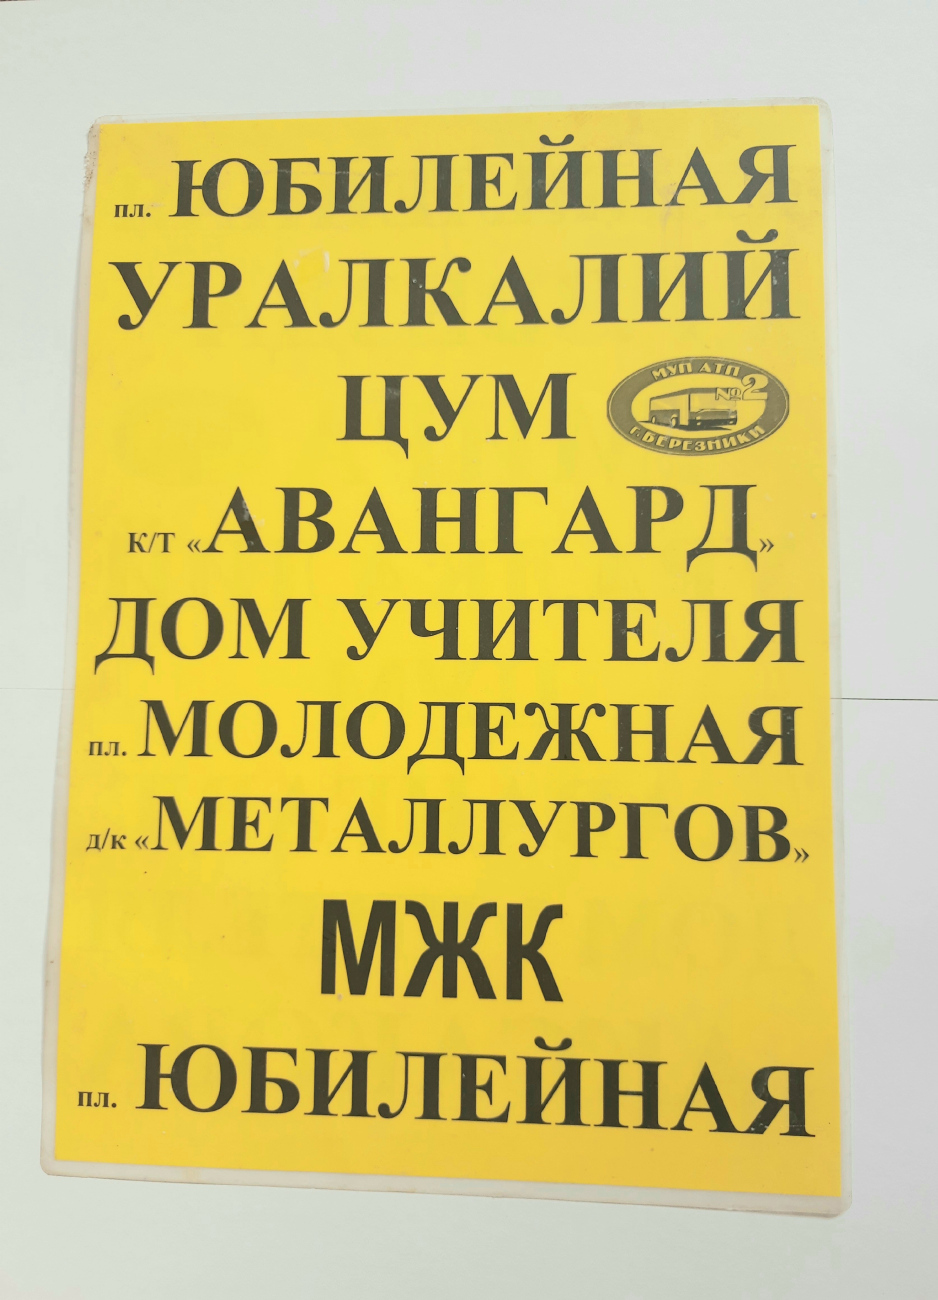 пл. ЮБИЛЕЙНАЯ
УРАЛКАЛИЙ
ЦУМ
МУП АТП
№2
Г. БЕРЕЗНИКИ
К/Т «АВАНГАРД»
ДОМ УЧИТЕЛЯ
пл. МОЛОДЕЖНАЯ
д/к «МЕТАЛЛУРГОВ»
МЖК
пл. ЮБИЛЕЙНАЯ